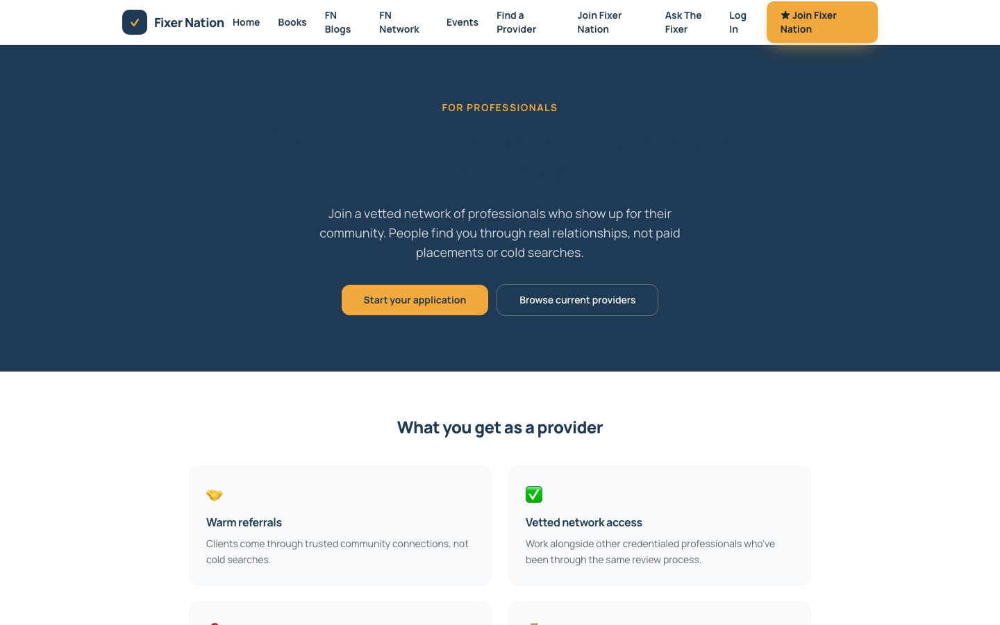 Fixer Nation
Home
Books
FN
Blogs
FN
Network
Events
Find a
Provider
Join Fixer
Nation
Ask The
Fixer
Log
In
Join Fixer
Nation
FOR PROFESSIONALS
Join a vetted network of professionals who show up for their
community. People find you through real relationships, not paid
placements or cold searches.
Start your application
Browse current providers
What you get as a provider
Warm referrals
Clients come through trusted community connections, not
cold searches.
Vetted network access
Work alongside other credentialed professionals who've
been through the same review process.